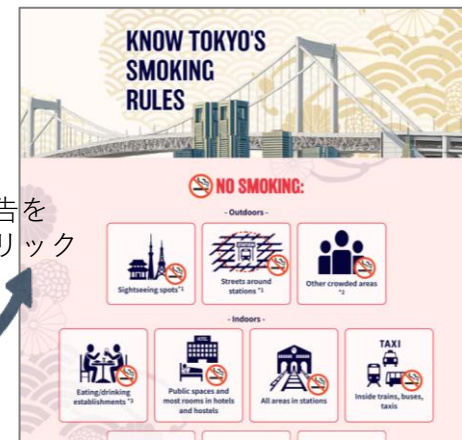 KNOW TOKYO'S
SMOKING
RULES
告を
リック
NO SMOKING:
- Outdoors -
Sightseeing spots*1
Streets around
stations *1
Other crowded areas
*2
- Indoors -
HOTEL
TAXI
Eating/drinking
establishments *3
Public spaces and
most rooms in hotels
and hostels
All areas in stations
Inside trains, buses,
taxis